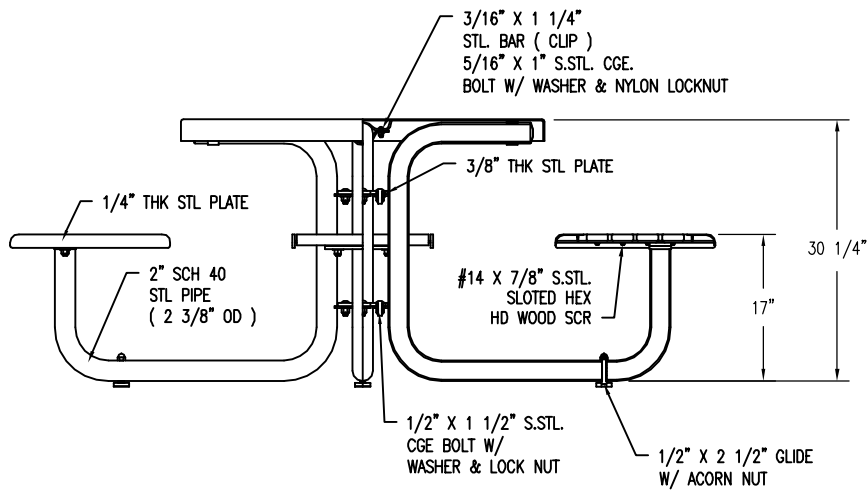 3/16" X 1 1/4"
STL. BAR ( CLIP )
5/16" X 1" S.STL. CGE.
BOLT W/ WASHER & NYLON LOCKNUT
3/8" THK STL PLATE
1/4" THK STL PLATE
30 1/4"
2" SCH 40
STL PIPE
( 2 3/8" OD )
#14 X 7/8" S.STL.
SLOTED HEX
HD WOOD SCR
17"
1/2" X 1 1/2" S.STL.
CGE BOLT W/
WASHER & LOCK NUT
1/2" X 2 1/2" GLIDE
W/ ACORN NUT